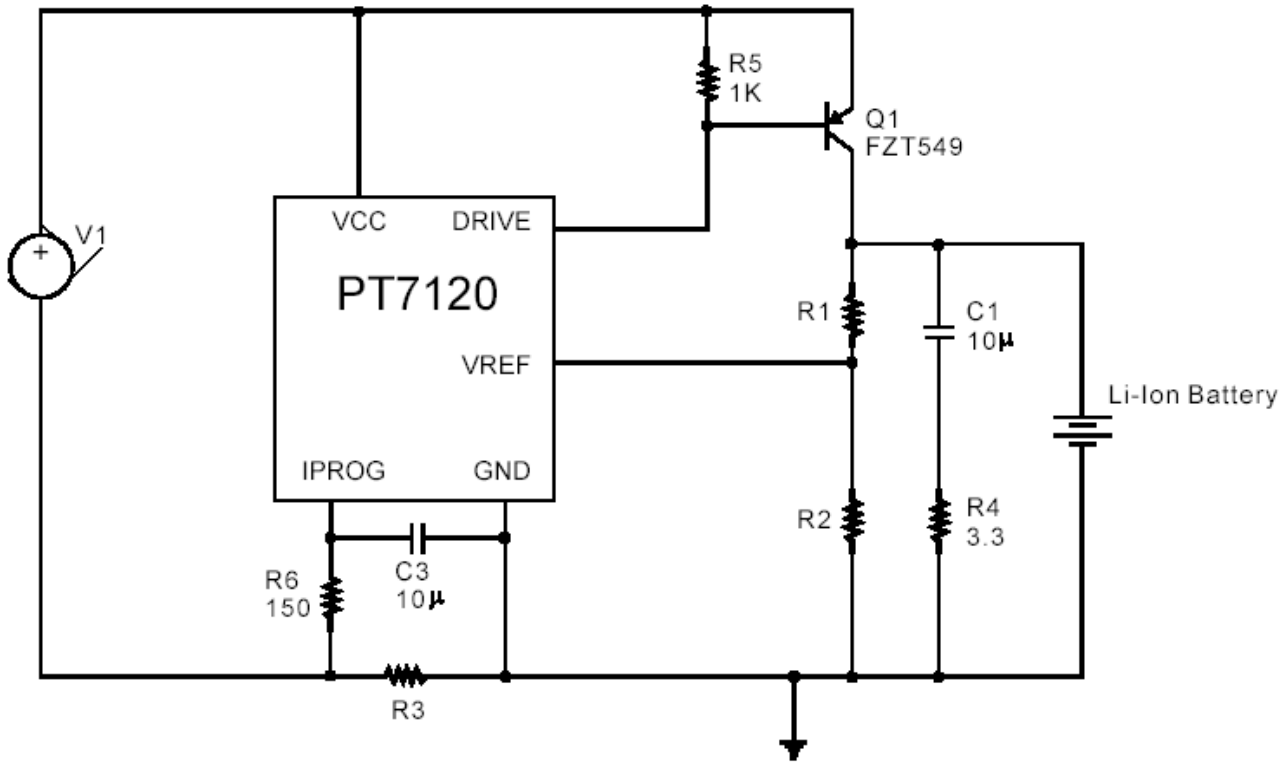 R5
1K
Q1
FZT549
VCC
DRIVE
V1
+
PT7120
R1
C1
10μ
VREF
Li-Ion Battery
IPROG
GND
R2
R4
3.3
R6
150
C3
10μ
R3